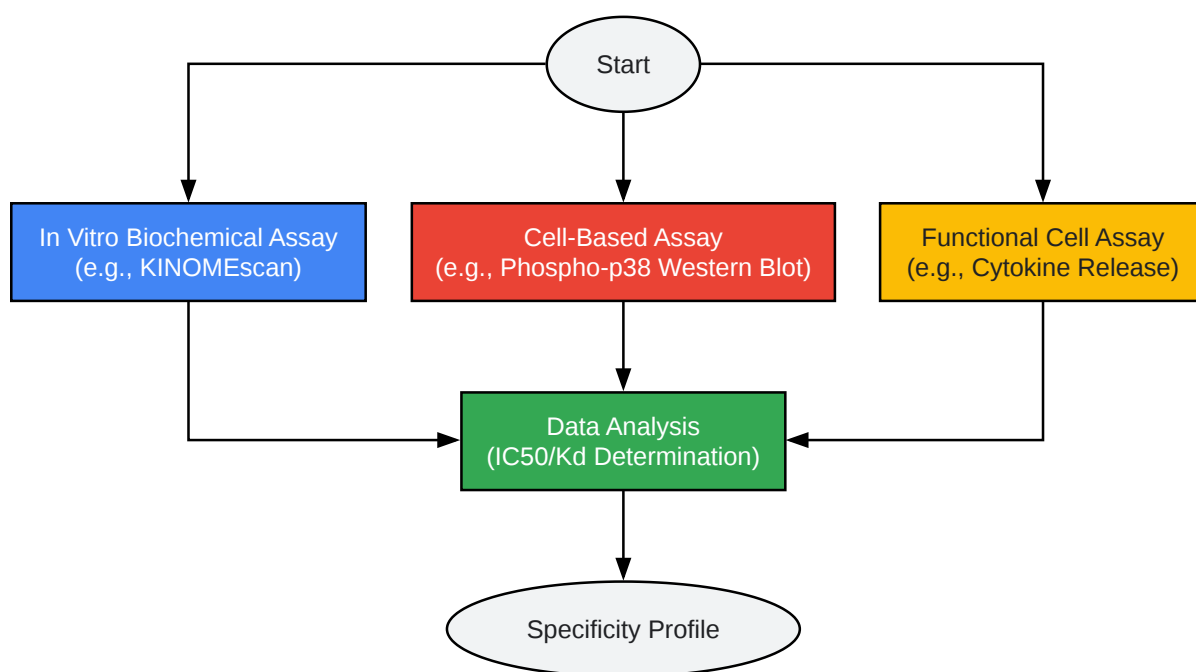 Start
In Vitro Biochemical Assay
(e.g., KINOMEscan)
Cell-Based Assay
(e.g., Phospho-p38 Western Blot)
Functional Cell Assay
(e.g., Cytokine Release)
Data Analysis
(IC50/Kd Determination)
Specificity Profile